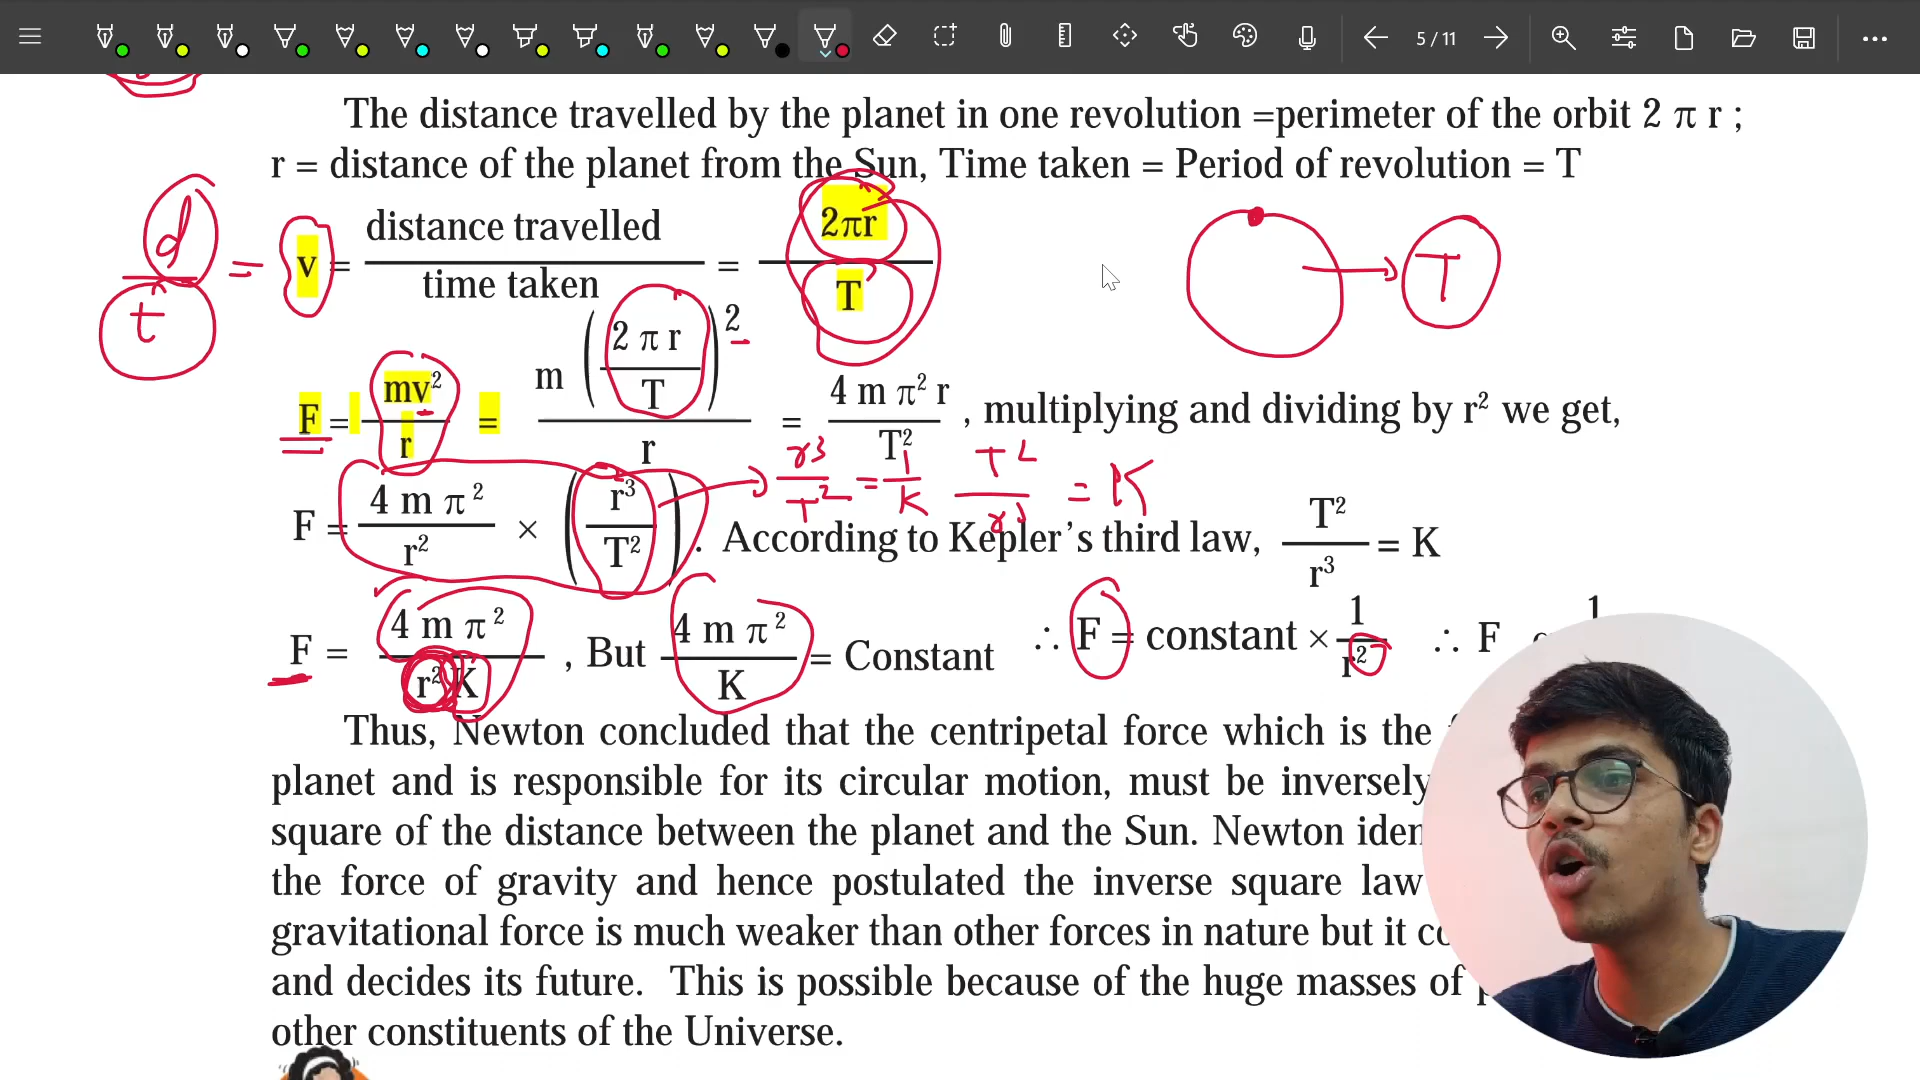 5 / 11
The distance travelled by the planet in one revolution =perimeter of the orbit 2 π r ;
r = distance of the planet from the Sun, Time taken = Period of revolution = T
d/t = v = distance travelled / time taken = 2πr / T
T
F = mv² / r = m (2 π r / T)² / r = 4 m π² r / T² , multiplying and dividing by r² we get,
r³/T² = 1/K T²/r³ = K
F = 4 m π² / r² × ( r³ / T² ) . According to Kepler's third law, T² / r³ = K
F = 4 m π² / r² K , But 4 m π² / K = Constant ∴ F = constant × 1 / r² ∴ F
Thus, Newton concluded that the centripetal force which is the
planet and is responsible for its circular motion, must be inversely
square of the distance between the planet and the Sun. Newton iden
the force of gravity and hence postulated the inverse square law
gravitational force is much weaker than other forces in nature but it co
and decides its future. This is possible because of the huge masses of
other constituents of the Universe.